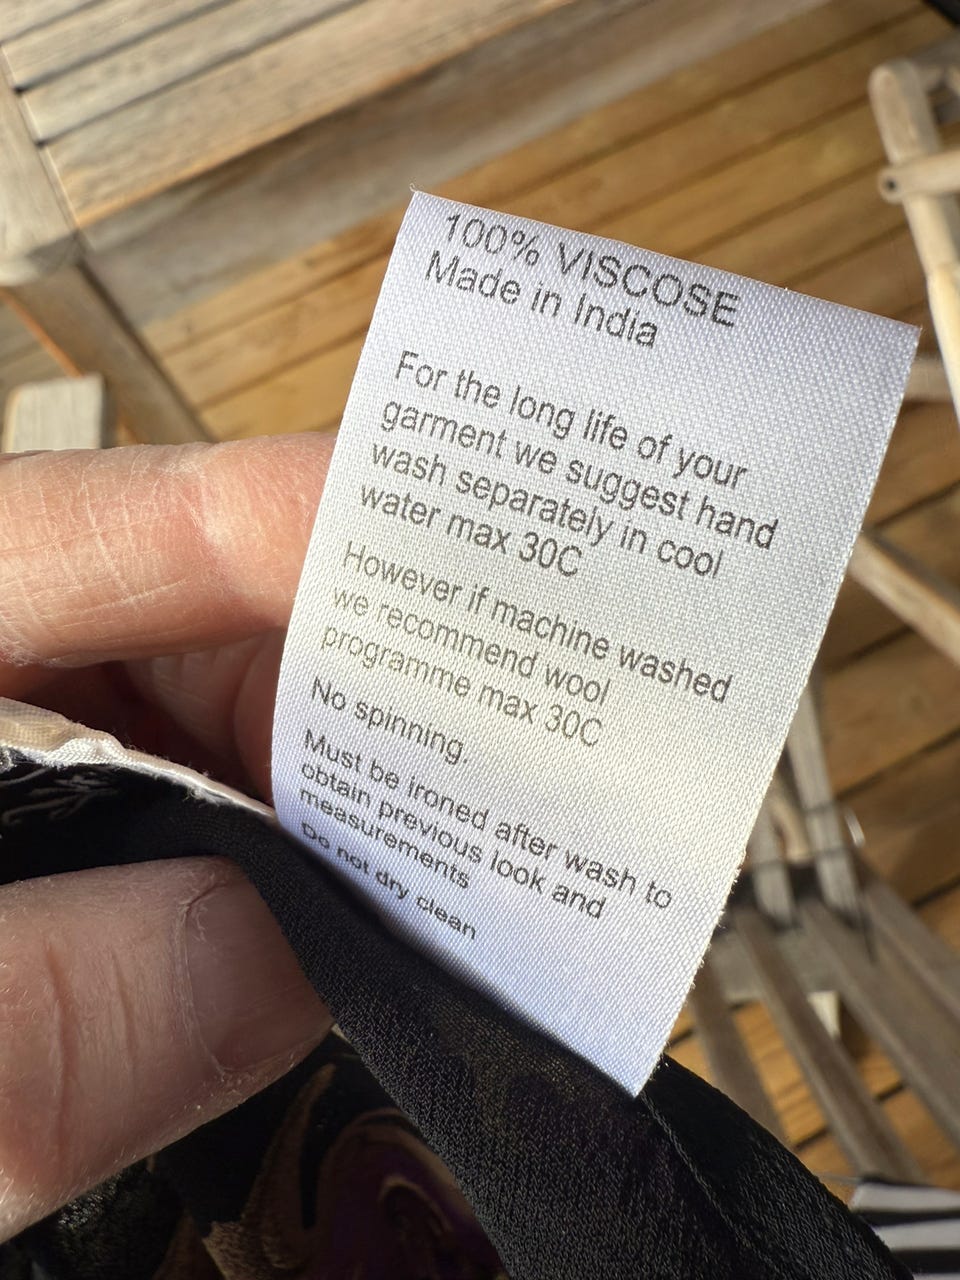 100% VISCOSE
Made in India
For the long life of your
garment we suggest hand
wash separately in cool
water max 30C
However if machine washed
we recommend wool
programme max 30C
No spinning.
Must be ironed after wash to
obtain previous look and
measurements
Do not dry clean